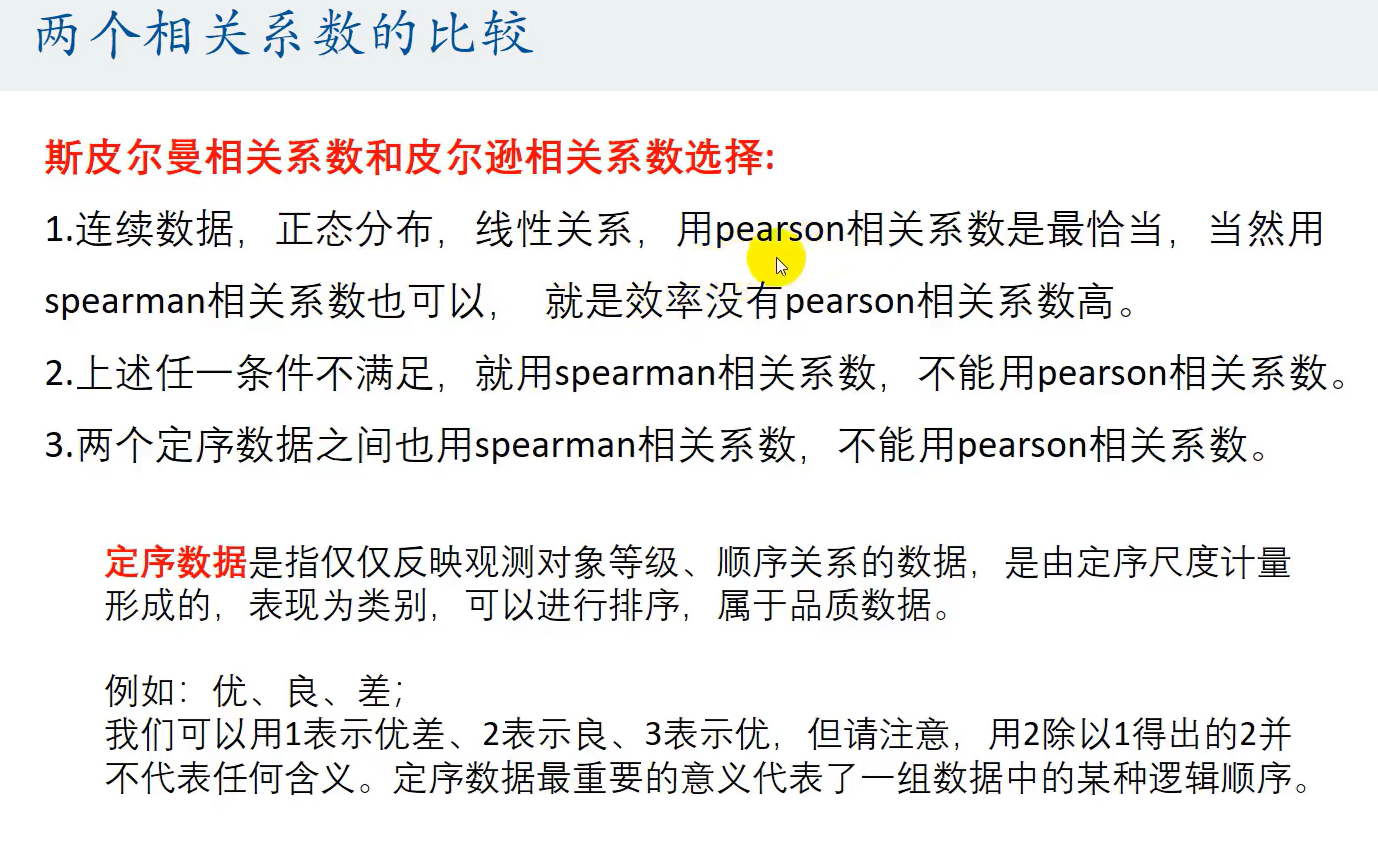 两个相关系数的比较
斯皮尔曼相关系数和皮尔逊相关系数选择:
1.连续数据，正态分布，线性关系，用pearson相关系数是最恰当，当然用
spearman相关系数也可以， 就是效率没有pearson相关系数高。
2.上述任一条件不满足，就用spearman相关系数，不能用pearson相关系数。
3.两个定序数据之间也用spearman相关系数，不能用pearson相关系数。
定序数据是指仅仅反映观测对象等级、顺序关系的数据，是由定序尺度计量
形成的，表现为类别，可以进行排序，属于品质数据。
例如：优、良、差；
我们可以用1表示优差、2表示良、3表示优，但请注意，用2除以1得出的2并
不代表任何含义。定序数据最重要的意义代表了一组数据中的某种逻辑顺序。